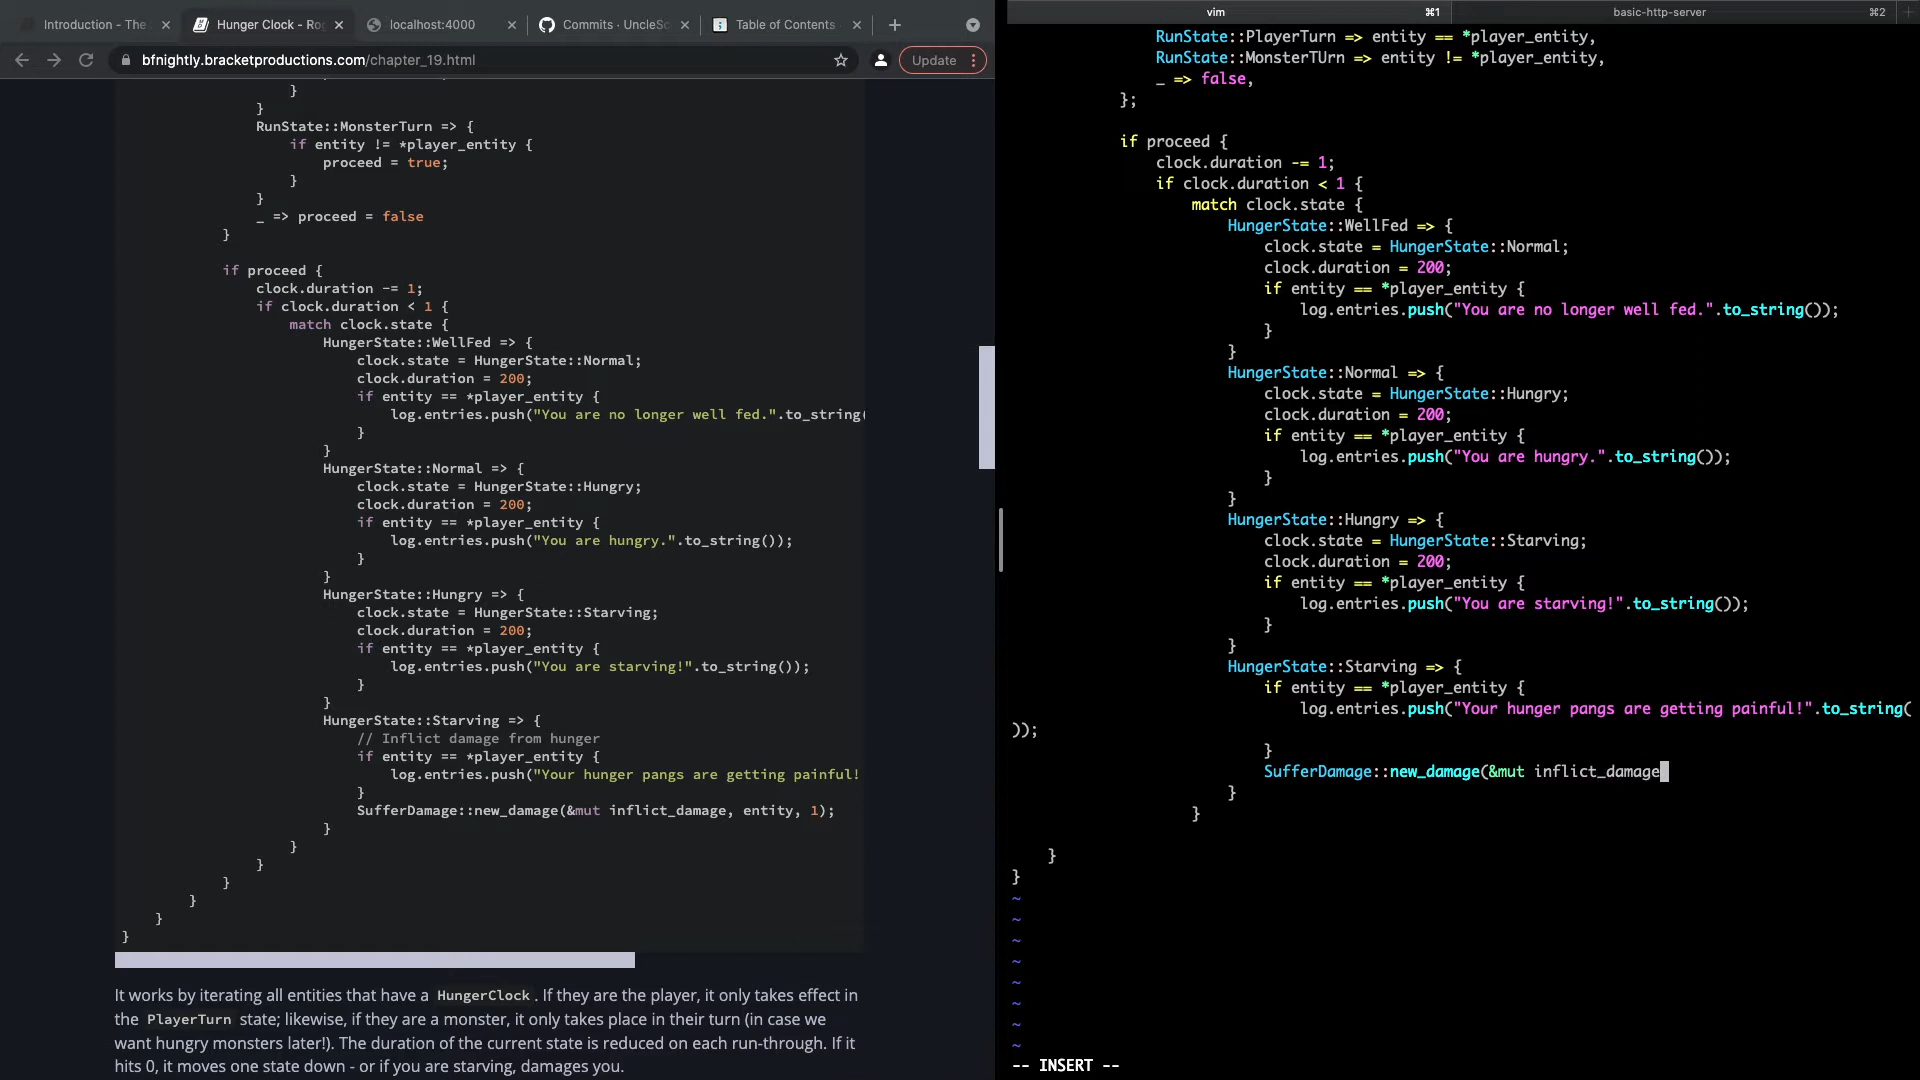 Introduction - The
Hunger Clock - Ro
localhost:4000
Commits · UncleSc
Table of Contents
bfnightly.bracketproductions.com/chapter_19.html
Update
}
}
RunState::MonsterTurn => {
if entity != *player_entity {
proceed = true;
}
}
_ => proceed = false
}
if proceed {
clock.duration -= 1;
if clock.duration < 1 {
match clock.state {
HungerState::WellFed => {
clock.state = HungerState::Normal;
clock.duration = 200;
if entity == *player_entity {
log.entries.push("You are no longer well fed.".to_string(
}
}
HungerState::Normal => {
clock.state = HungerState::Hungry;
clock.duration = 200;
if entity == *player_entity {
log.entries.push("You are hungry.".to_string());
}
}
HungerState::Hungry => {
clock.state = HungerState::Starving;
clock.duration = 200;
if entity == *player_entity {
log.entries.push("You are starving!".to_string());
}
}
HungerState::Starving => {
// Inflict damage from hunger
if entity == *player_entity {
log.entries.push("Your hunger pangs are getting painful!
}
SufferDamage::new_damage(&mut inflict_damage, entity, 1);
}
}
}
}
}
}
}
It works by iterating all entities that have a HungerClock. If they are the player, it only takes effect in
the PlayerTurn state; likewise, if they are a monster, it only takes place in their turn (in case we
want hungry monsters later!). The duration of the current state is reduced on each run-through. If it
hits 0, it moves one state down - or if you are starving, damages you.
vim ⌘1
basic-http-server ⌘2
RunState::PlayerTurn => entity == *player_entity,
RunState::MonsterTUrn => entity != *player_entity,
_ => false,
};
if proceed {
clock.duration -= 1;
if clock.duration < 1 {
match clock.state {
HungerState::WellFed => {
clock.state = HungerState::Normal;
clock.duration = 200;
if entity == *player_entity {
log.entries.push("You are no longer well fed.".to_string());
}
}
HungerState::Normal => {
clock.state = HungerState::Hungry;
clock.duration = 200;
if entity == *player_entity {
log.entries.push("You are hungry.".to_string());
}
}
HungerState::Hungry => {
clock.state = HungerState::Starving;
clock.duration = 200;
if entity == *player_entity {
log.entries.push("You are starving!".to_string());
}
}
HungerState::Starving => {
if entity == *player_entity {
log.entries.push("Your hunger pangs are getting painful!".to_string(
));
}
SufferDamage::new_damage(&mut inflict_damage
}
}
}
}
~
~
~
~
~
~
~
~
-- INSERT --